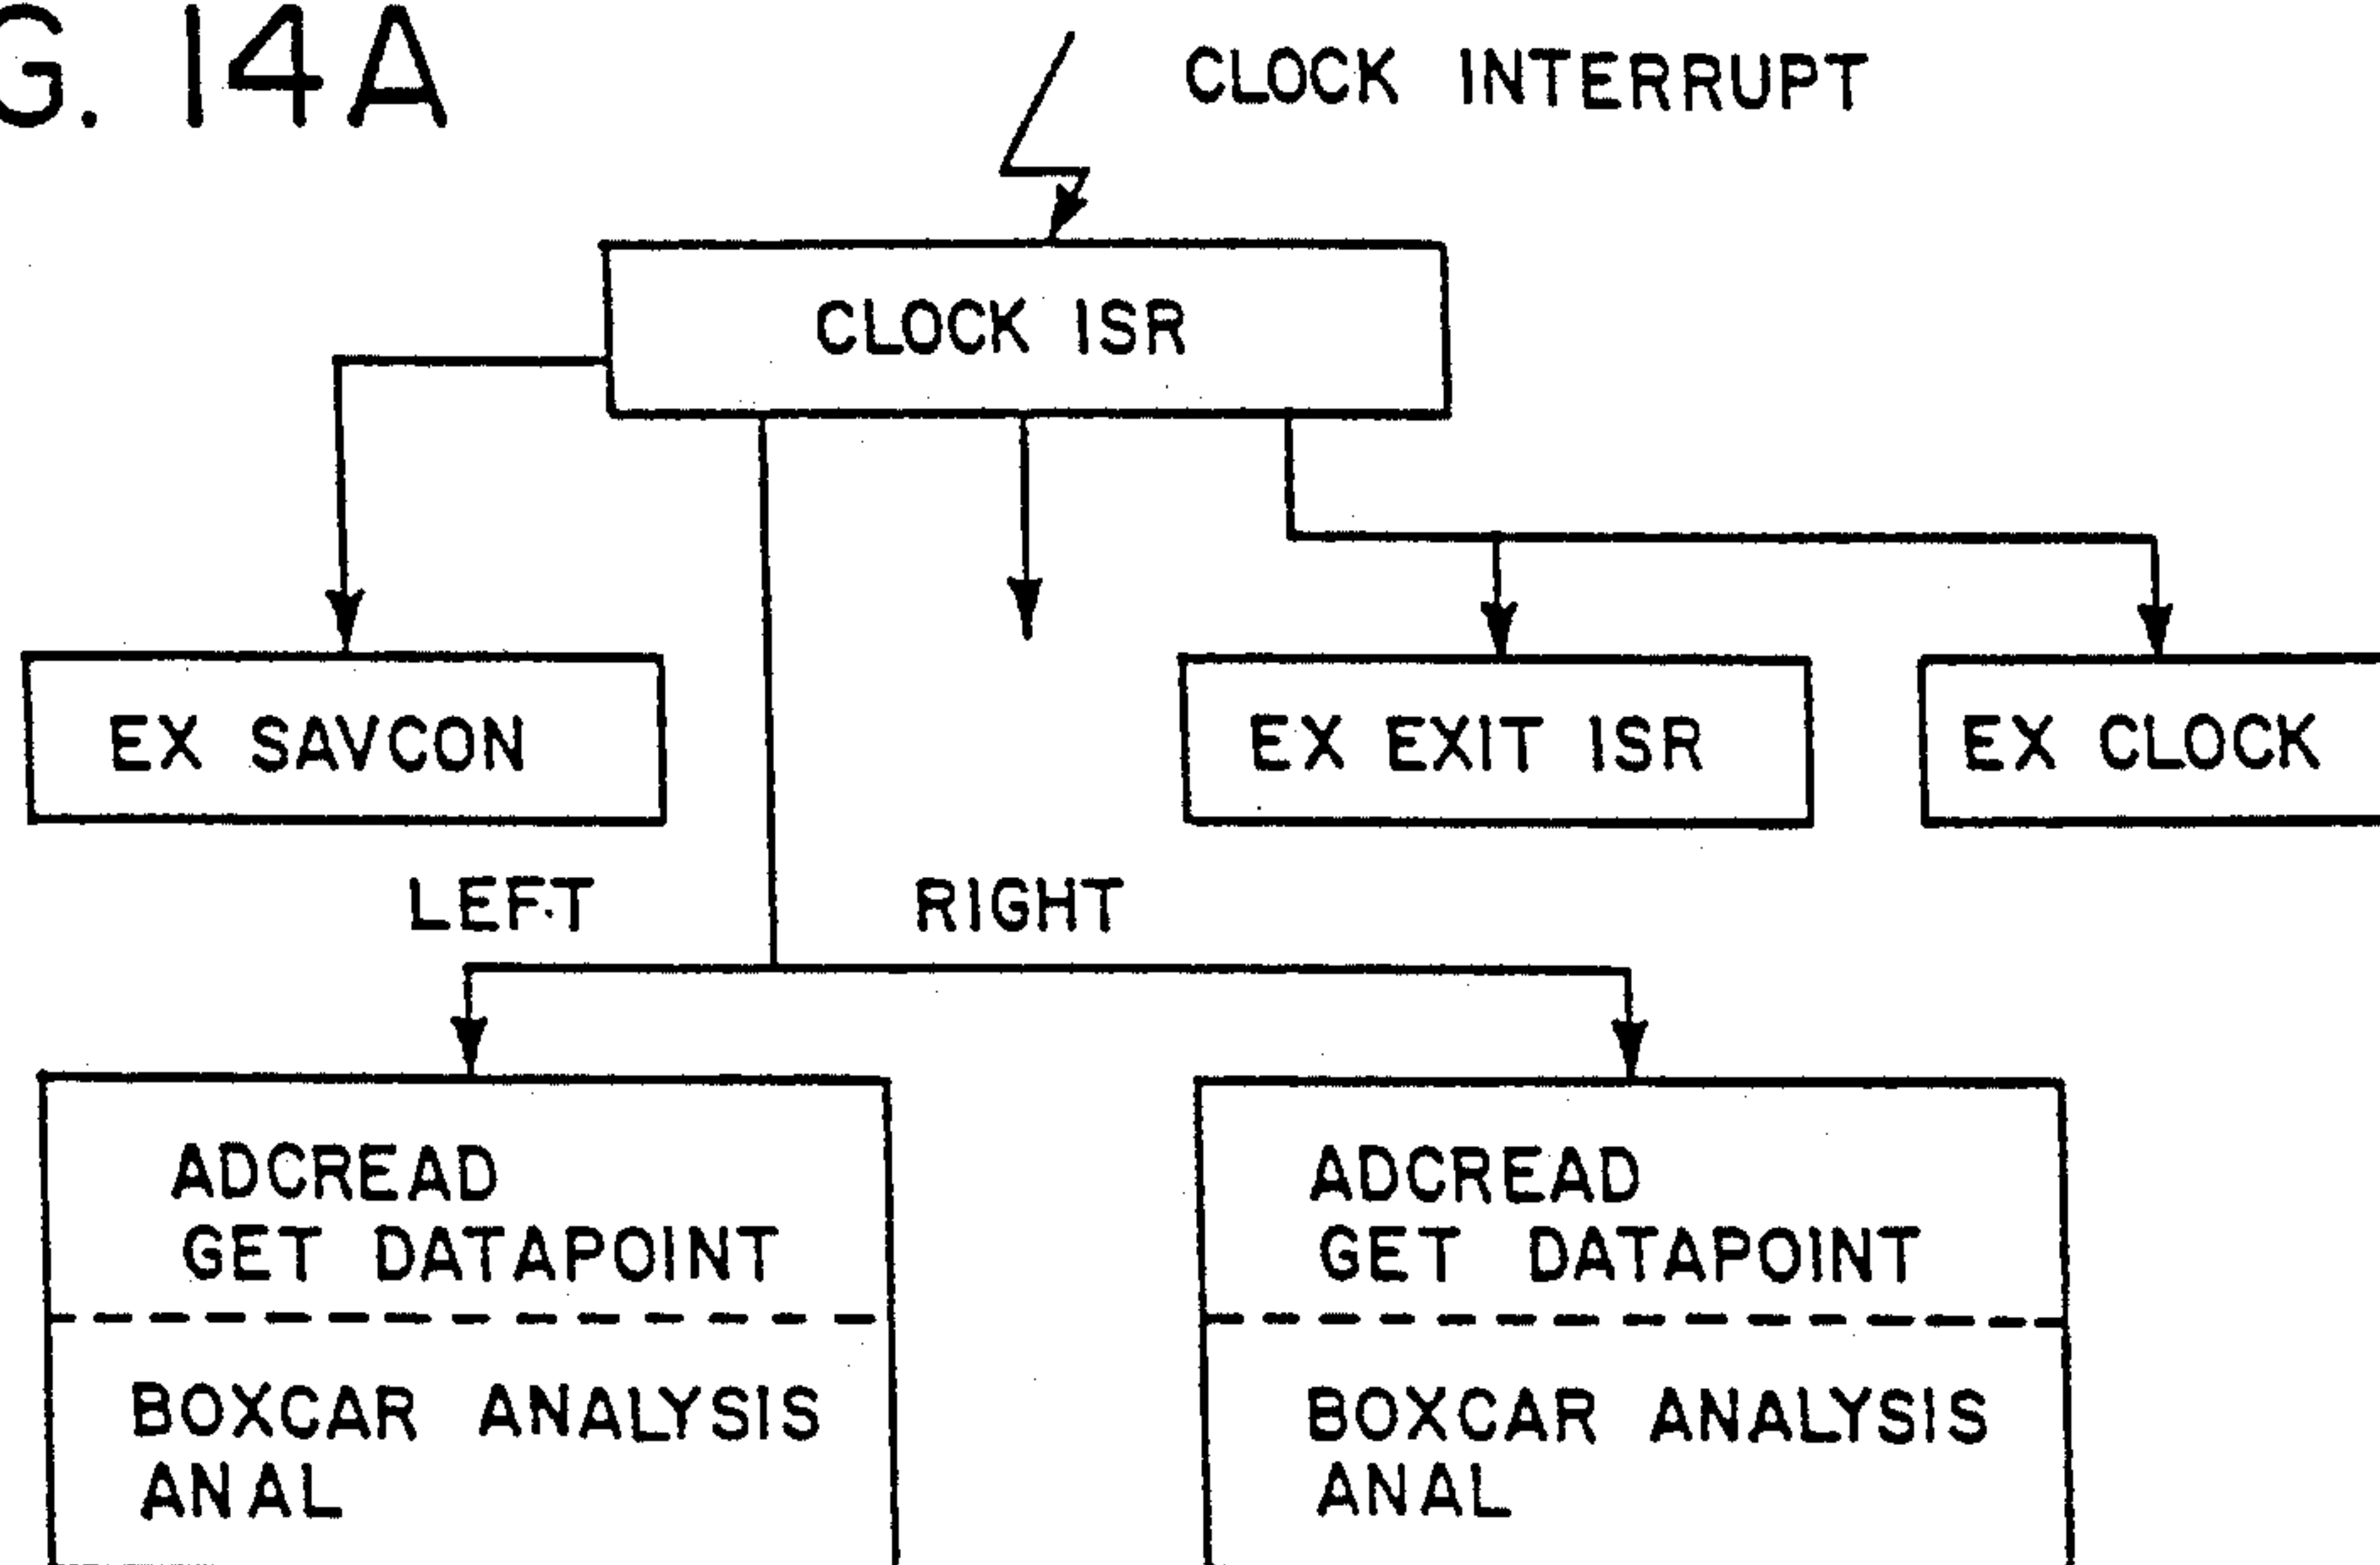 G. 14A
CLOCK INTERRUPT
CLOCK ISR
EX SAVCON
EX EXIT ISR
EX CLOCK
LEFT
RIGHT
ADCREAD
GET DATAPOINT
BOXCAR ANALYSIS
ANAL
ADCREAD
GET DATAPOINT
BOXCAR ANALYSIS
ANAL